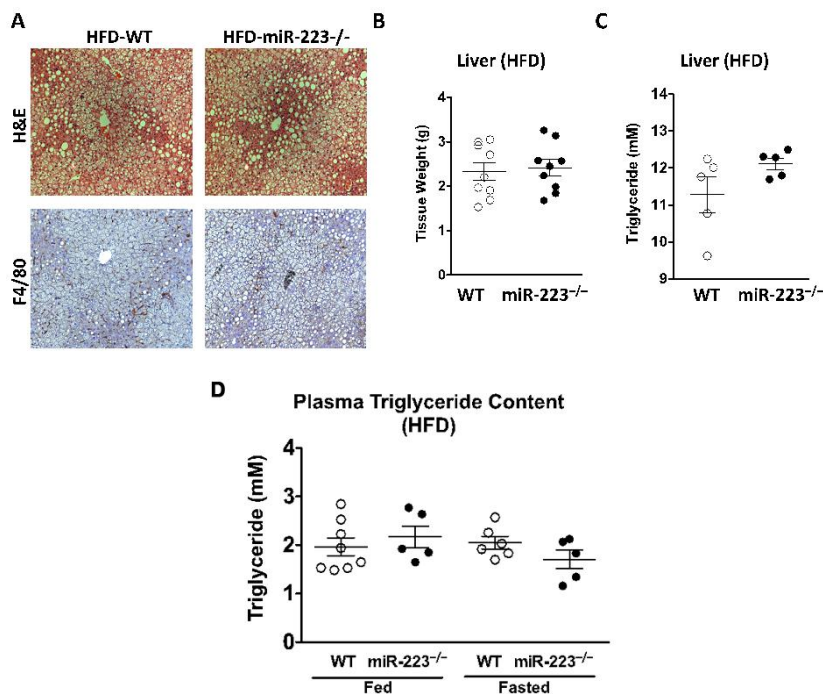 A
HFD-WT
HFD-miR-223-/-
H&E
F4/80
B
Liver (HFD)
Tissue Weight (g)
4
3
2
1
0
WT
miR-223−/−
C
Liver (HFD)
Triglyceride (mM)
14
13
12
11
10
9
WT
miR-223−/−
D
Plasma Triglyceride Content
(HFD)
Triglyceride (mM)
4
3
2
1
0
WT miR-223−/− WT miR-223−/−
Fed
Fasted